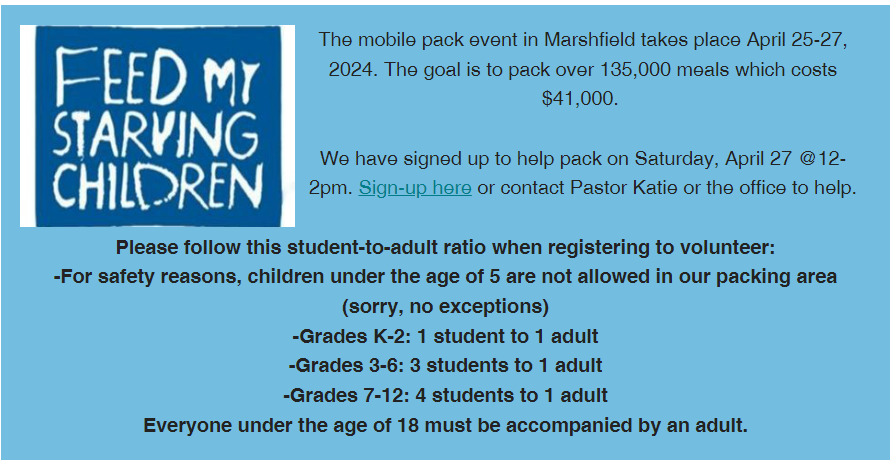 FEED MY
STARVING
CHILDREN
The mobile pack event in Marshfield takes place April 25-27,
2024. The goal is to pack over 135,000 meals which costs
$41,000.
We have signed up to help pack on Saturday, April 27 @12-
2pm. Sign-up here or contact Pastor Katie or the office to help.
Please follow this student-to-adult ratio when registering to volunteer:
-For safety reasons, children under the age of 5 are not allowed in our packing area
(sorry, no exceptions)
-Grades K-2: 1 student to 1 adult
-Grades 3-6: 3 students to 1 adult
-Grades 7-12: 4 students to 1 adult
Everyone under the age of 18 must be accompanied by an adult.